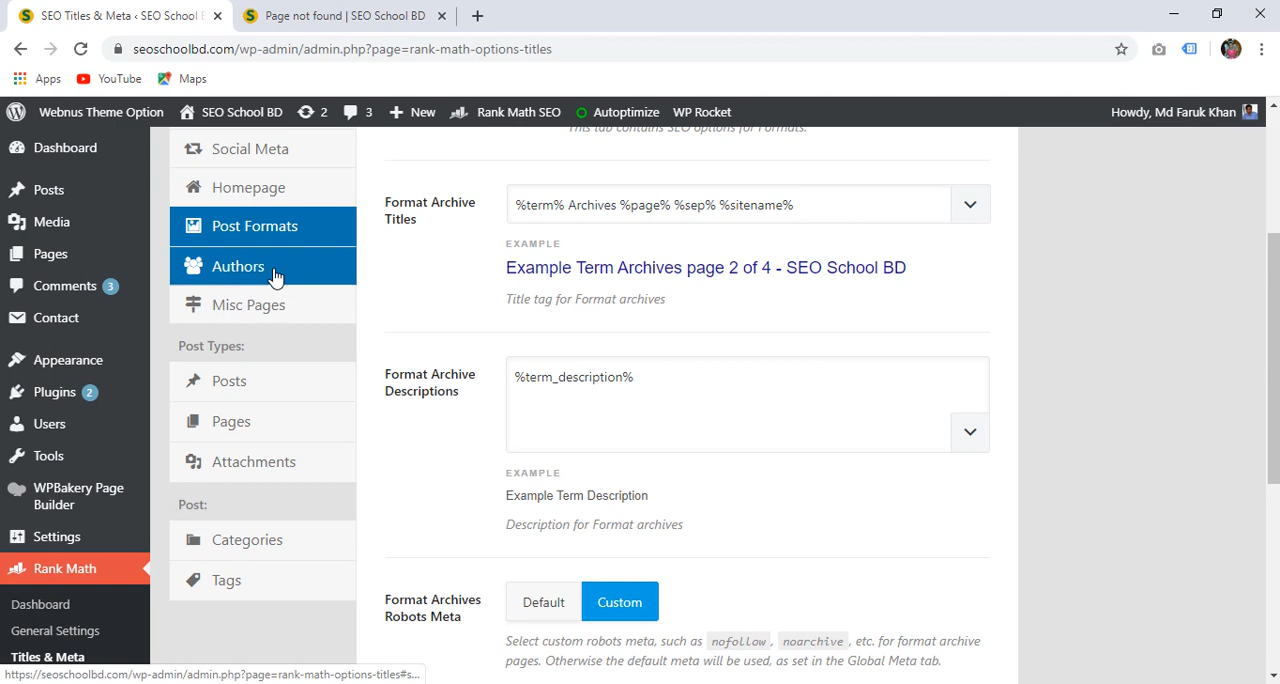 SEO Titles & Meta ‹ SEO School B
Page not found | SEO School BD
seoschoolbd.com/wp-admin/admin.php?page=rank-math-options-titles
Apps
YouTube
Maps
Webnus Theme Option
SEO School BD
2
3
New
Rank Math SEO
Autoptimize
WP Rocket
Howdy, Md Faruk Khan
Dashboard
Posts
Media
Pages
Comments 3
Contact
Appearance
Plugins 2
Users
Tools
WPBakery Page
Builder
Settings
Rank Math
Dashboard
General Settings
Titles & Meta
Social Meta
Homepage
Post Formats
Authors
Misc Pages
Post Types:
Posts
Pages
Attachments
Post:
Categories
Tags
This tab contains SEO options for Formats.
Format Archive
Titles
%term% Archives %page% %sep% %sitename%
EXAMPLE
Example Term Archives page 2 of 4 - SEO School BD
Title tag for Format archives
Format Archive
Descriptions
%term_description%
EXAMPLE
Example Term Description
Description for Format archives
Format Archives
Robots Meta
Default
Custom
Select custom robots meta, such as nofollow, noarchive, etc. for format archive
pages. Otherwise the default meta will be used, as set in the Global Meta tab.
https://seoschoolbd.com/wp-admin/admin.php?page=rank-math-options-titles#s...